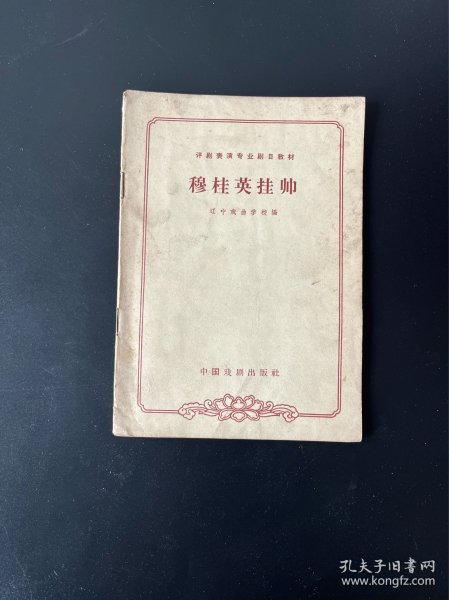 评剧表演专业剧目教材
穆桂英挂帅
辽宁戏曲学校编
中国戏剧出版社
孔夫子旧书网
www.kongfz.com